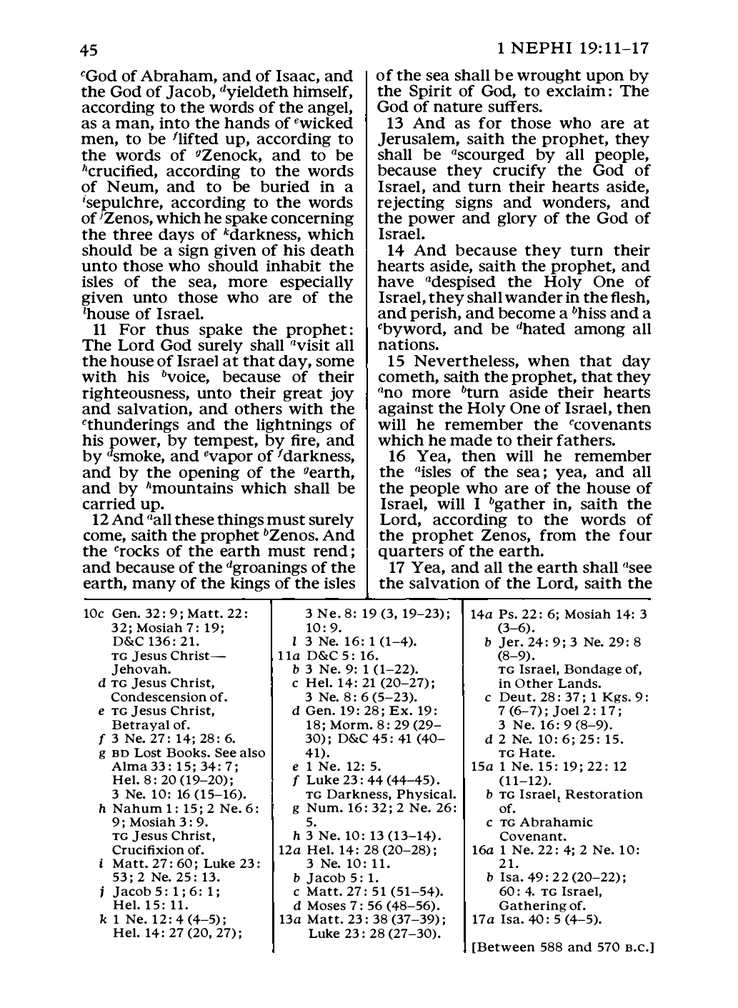 45
1 NEPHI 19:11–17
ᶜGod of Abraham, and of Isaac, and
the God of Jacob, ᵈyieldeth himself,
according to the words of the angel,
as a man, into the hands of ᵉwicked
men, to be ᶠlifted up, according to
the words of ᵍZenock, and to be
ʰcrucified, according to the words
of Neum, and to be buried in a
ⁱsepulchre, according to the words
of ʲZenos, which he spake concerning
the three days of ᵏdarkness, which
should be a sign given of his death
unto those who should inhabit the
isles of the sea, more especially
given unto those who are of the
ˡhouse of Israel.
11 For thus spake the prophet:
The Lord God surely shall ᵃvisit all
the house of Israel at that day, some
with his ᵇvoice, because of their
righteousness, unto their great joy
and salvation, and others with the
ᶜthunderings and the lightnings of
his power, by tempest, by fire, and
by ᵈsmoke, and ᵉvapor of ᶠdarkness,
and by the opening of the ᵍearth,
and by ʰmountains which shall be
carried up.
12 And ᵃall these things must surely
come, saith the prophet ᵇZenos. And
the ᶜrocks of the earth must rend;
and because of the ᵈgroanings of the
earth, many of the kings of the isles
of the sea shall be wrought upon by
the Spirit of God, to exclaim: The
God of nature suffers.
13 And as for those who are at
Jerusalem, saith the prophet, they
shall be ᵃscourged by all people,
because they crucify the God of
Israel, and turn their hearts aside,
rejecting signs and wonders, and
the power and glory of the God of
Israel.
14 And because they turn their
hearts aside, saith the prophet, and
have ᵃdespised the Holy One of
Israel, they shall wander in the flesh,
and perish, and become a ᵇhiss and a
ᶜbyword, and be ᵈhated among all
nations.
15 Nevertheless, when that day
cometh, saith the prophet, that they
ᵃno more ᵇturn aside their hearts
against the Holy One of Israel, then
will he remember the ᶜcovenants
which he made to their fathers.
16 Yea, then will he remember
the ᵃisles of the sea; yea, and all
the people who are of the house of
Israel, will I ᵇgather in, saith the
Lord, according to the words of
the prophet Zenos, from the four
quarters of the earth.
17 Yea, and all the earth shall ᵃsee
the salvation of the Lord, saith the
10c Gen. 32: 9; Matt. 22:
32; Mosiah 7: 19;
D&C 136: 21.
TG Jesus Christ—
Jehovah.
d TG Jesus Christ,
Condescension of.
e TG Jesus Christ,
Betrayal of.
f 3 Ne. 27: 14; 28: 6.
g BD Lost Books. See also
Alma 33: 15; 34: 7;
Hel. 8: 20 (19–20);
3 Ne. 10: 16 (15–16).
h Nahum 1: 15; 2 Ne. 6:
9; Mosiah 3: 9.
TG Jesus Christ,
Crucifixion of.
i Matt. 27: 60; Luke 23:
53; 2 Ne. 25: 13.
j Jacob 5: 1; 6: 1;
Hel. 15: 11.
k 1 Ne. 12: 4 (4–5);
Hel. 14: 27 (20, 27);
3 Ne. 8: 19 (3, 19–23);
10: 9.
l 3 Ne. 16: 1 (1–4).
11a D&C 5: 16.
b 3 Ne. 9: 1 (1–22).
c Hel. 14: 21 (20–27);
3 Ne. 8: 6 (5–23).
d Gen. 19: 28; Ex. 19:
18; Morm. 8: 29 (29–
30); D&C 45: 41 (40–
41).
e 1 Ne. 12: 5.
f Luke 23: 44 (44–45).
TG Darkness, Physical.
g Num. 16: 32; 2 Ne. 26:
5.
h 3 Ne. 10: 13 (13–14).
12a Hel. 14: 28 (20–28);
3 Ne. 10: 11.
b Jacob 5: 1.
c Matt. 27: 51 (51–54).
d Moses 7: 56 (48–56).
13a Matt. 23: 38 (37–39);
Luke 23: 28 (27–30).
14a Ps. 22: 6; Mosiah 14: 3
(3–6).
b Jer. 24: 9; 3 Ne. 29: 8
(8–9).
TG Israel, Bondage of,
in Other Lands.
c Deut. 28: 37; 1 Kgs. 9:
7 (6–7); Joel 2: 17;
3 Ne. 16: 9 (8–9).
d 2 Ne. 10: 6; 25: 15.
TG Hate.
15a 1 Ne. 15: 19; 22: 12
(11–12).
b TG Israel, Restoration
of.
c TG Abrahamic
Covenant.
16a 1 Ne. 22: 4; 2 Ne. 10:
21.
b Isa. 49: 22 (20–22);
60: 4. TG Israel,
Gathering of.
17a Isa. 40: 5 (4–5).
[Between 588 and 570 B.C.]